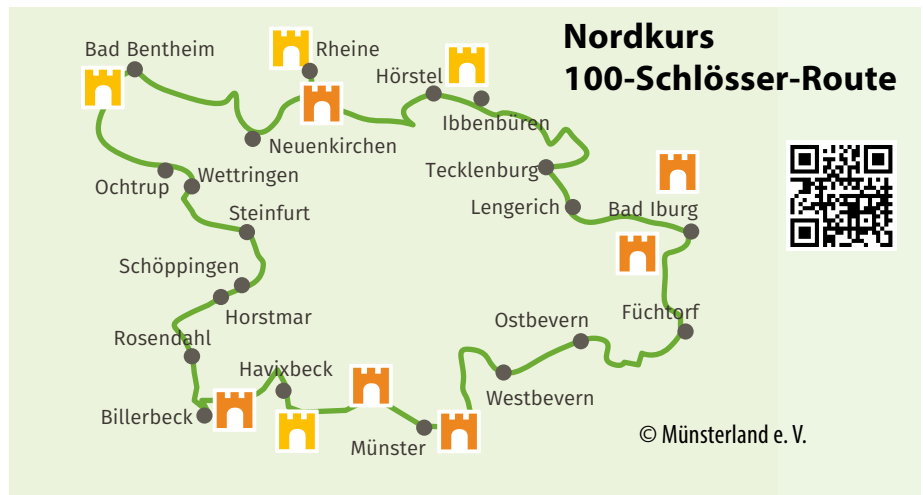 Nordkurs
100-Schlösser-Route
Bad Bentheim
Rheine
Hörstel
Ibbenbüren
Neuenkirchen
Tecklenburg
Ochtrup
Wettringen
Lengerich
Bad Iburg
Steinfurt
Schöppingen
Horstmar
Füchtorf
Ostbevern
Rosendahl
Havixbeck
Westbevern
Billerbeck
Münster
© Münsterland e. V.